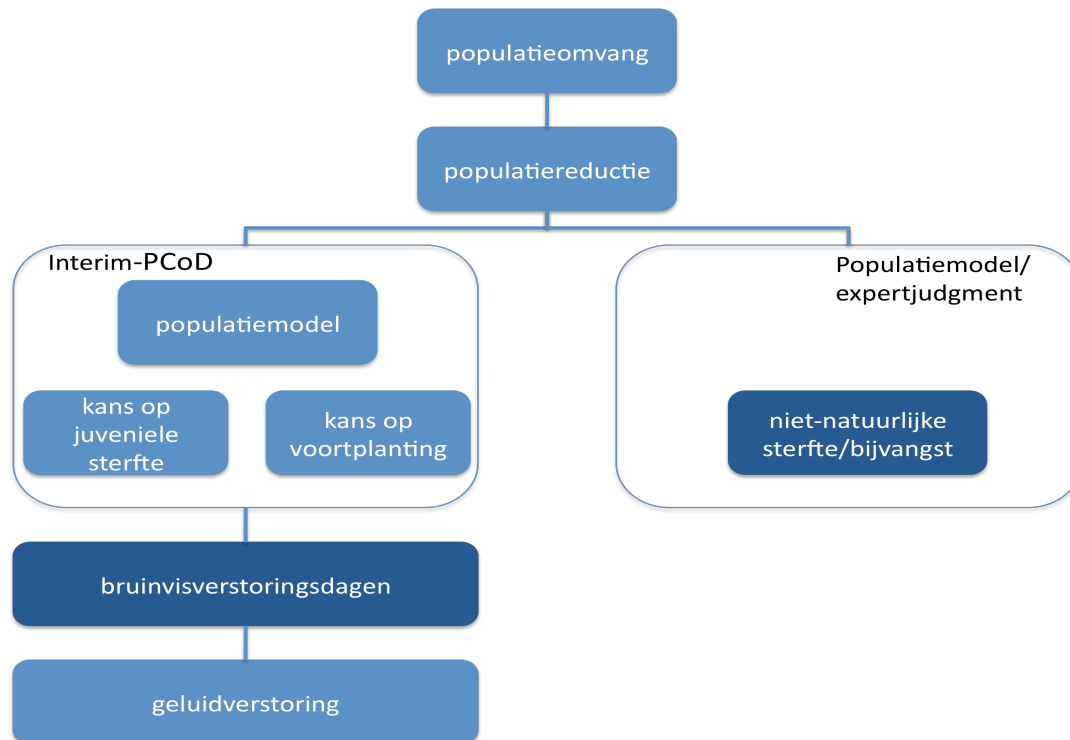 populatieomvang
populatiereductie
Interim-PCoD
populatiemodel
kans op
juveniele
sterfte
kans op
voortplanting
Populatiemodel/
expertjudgment
niet-natuurlijke
sterfte/bijvangst
bruinvisverstoringsdagen
geluidverstoring